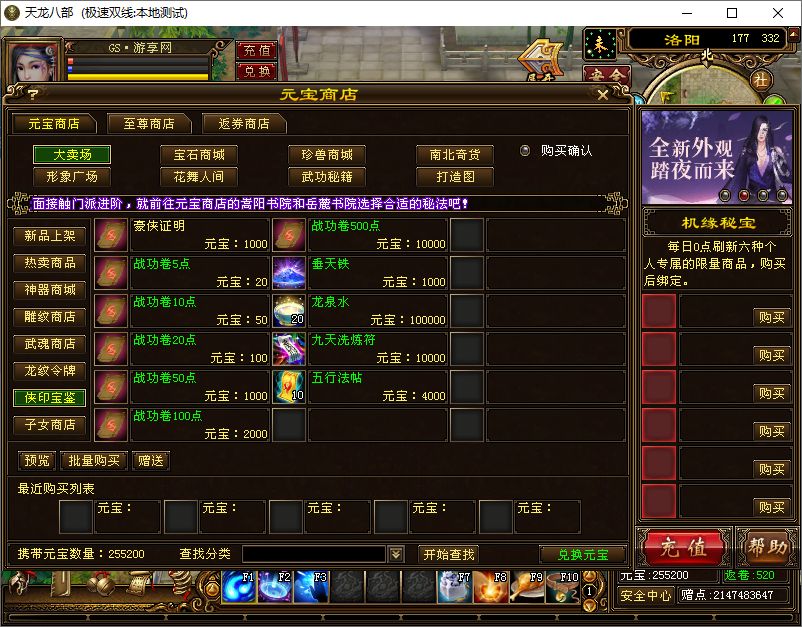 天龙八部 (极速双线:本地测试)
GS·游享网
充值
兑换
未
洛阳 177 332
北
安全
社
? 元宝商店
元宝商店 至尊商店 返券商店
大卖场 宝石商城 珍兽商城 南北奇货 购买确认
形象广场 花舞人间 武功秘籍 打造图
面接触门派进阶，就前往元宝商店的嵩阳书院和岳麓书院选择合适的秘法吧！
新品上架
热卖商品
神器商城
雕纹商店
武魂商店
龙纹令牌
侠印宝鉴
子女商店
豪侠证明 元宝：1000
战功卷500点 元宝：10000
战功卷5点 元宝：20
垂天铁 元宝：1000
战功卷10点 元宝：50
20 龙泉水 元宝：100000
战功卷20点 元宝：100
九天洗炼符 元宝：10000
战功卷50点 元宝：1000
10 五行法帖 元宝：4000
战功卷100点 元宝：2000
预览 批量购买 赠送
最近购买列表
元宝： 元宝： 元宝： 元宝： 元宝：
携带元宝数量：255200 查找分类 开始查找 兑换元宝
全新外观
踏夜而来
机缘秘宝
每日0点刷新六种个
人专属的限量商品，购买
后绑定。
购买
购买
购买
购买
购买
购买
充值 帮助
元宝:255200 返卷:520
安全中心 赠点:2147483647
F1 F2 F3 F7 F8 F9 F10 1